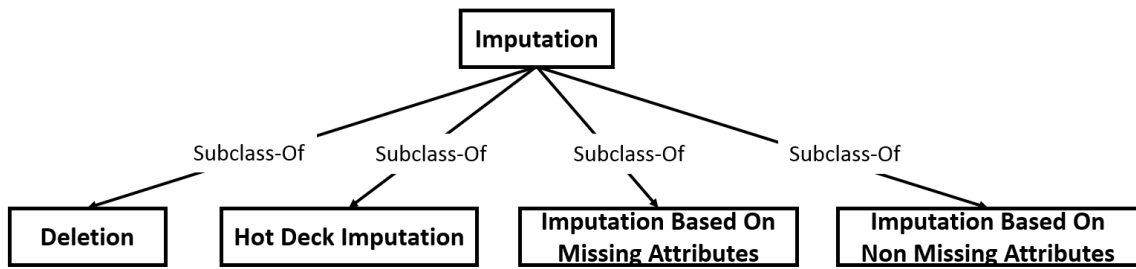 Imputation
Subclass-Of
Subclass-Of
Subclass-Of
Subclass-Of
Deletion
Hot Deck Imputation
Imputation Based On
Missing Attributes
Imputation Based On
Non Missing Attributes